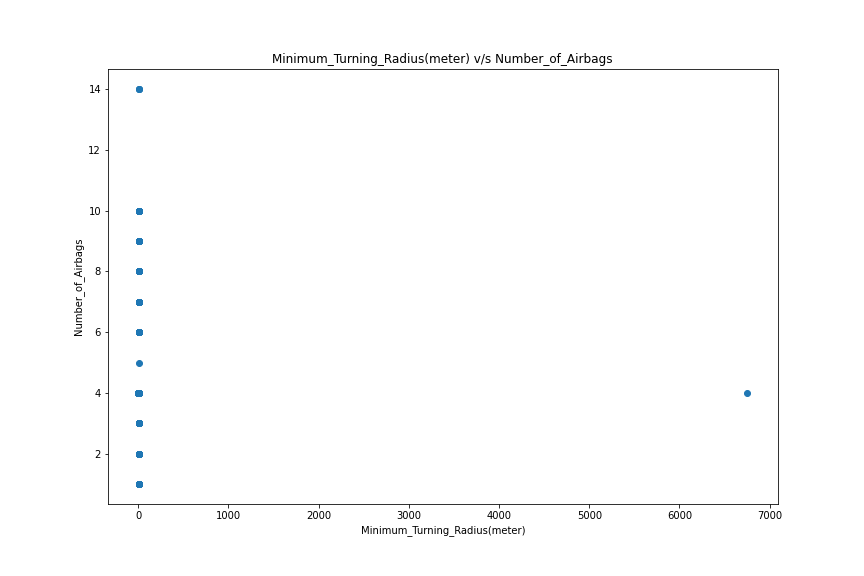 Minimum_Turning_Radius(meter) v/s Number_of_Airbags
14
12
10
8
6
4
2
Number_of_Airbags
0 1000 2000 3000 4000 5000 6000 7000
Minimum_Turning_Radius(meter)